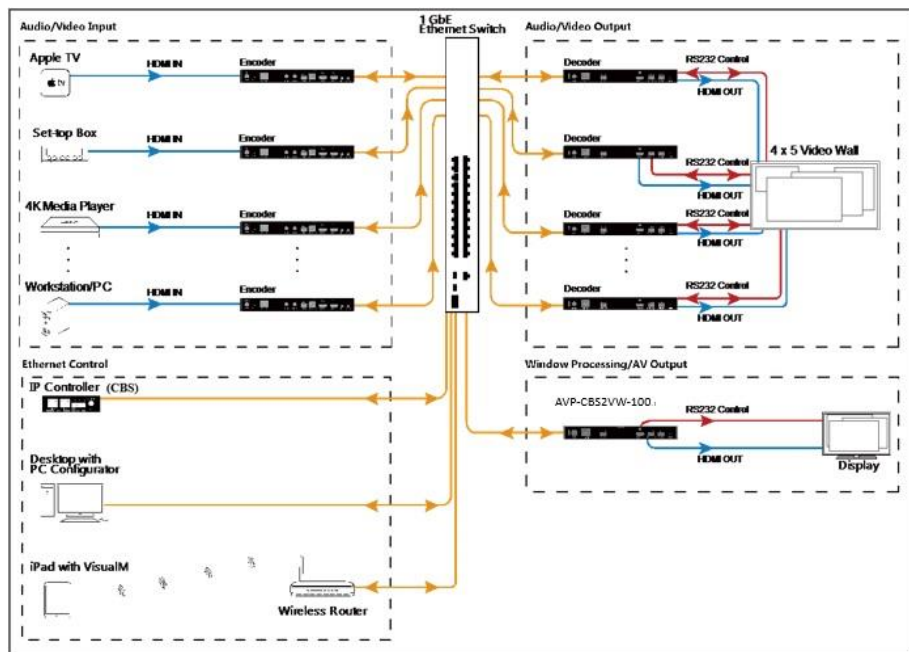 Audio/Video Input
1 GbE
Ethernet Switch
Audio/Video Output
Apple TV
HDMI IN
Encoder
Decoder
RS232 Control
HDMI OUT
tv
Set-top Box
HDMI IN
Encoder
Decoder
RS232 Control
HDMI OUT
4 x 5 Video Wall
4K Media Player
HDMI IN
Encoder
Decoder
RS232 Control
HDMI OUT
Workstation/PC
HDMI IN
Encoder
Decoder
RS232 Control
HDMI OUT
Ethernet Control
IP Controller (CBS)
Desktop with
PC Configurator
iPad with VisualM
Wireless Router
Window Processing/AV Output
AVP-CBS2VW-100
RS232 Control
HDMI OUT
Display